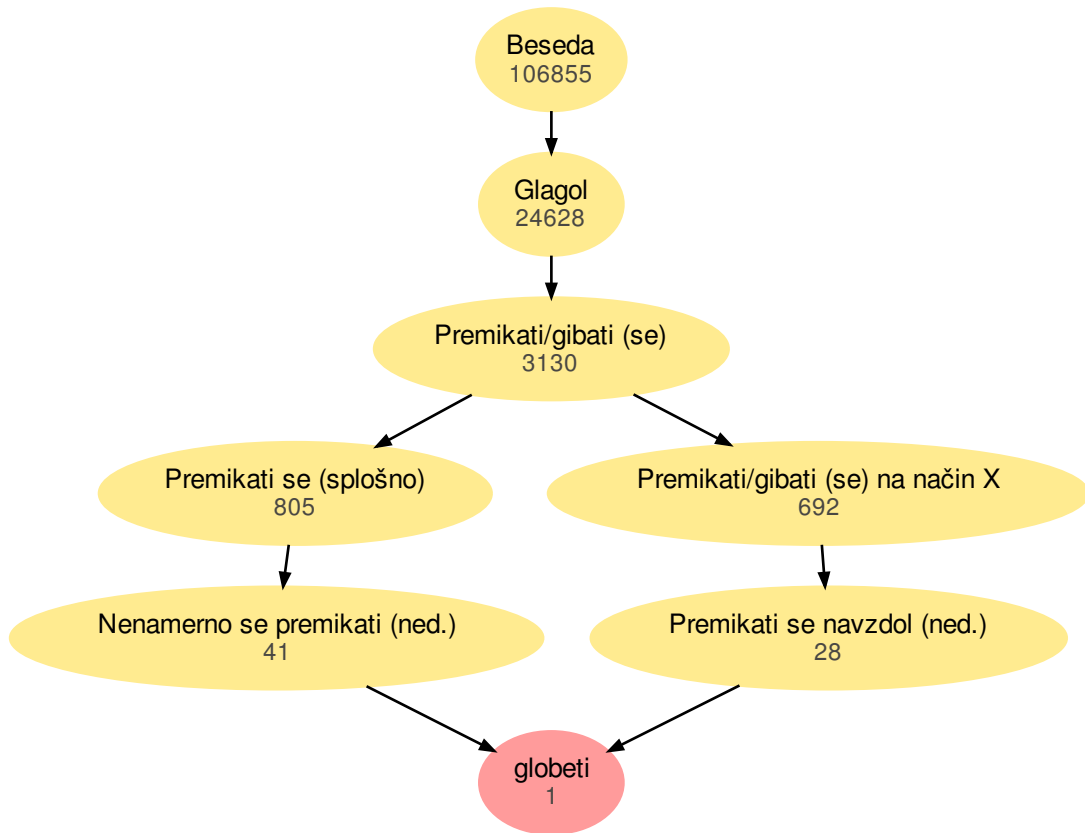 Beseda
106855
Glagol
24628
Premikati/gibati (se)
3130
Premikati se (splošno)
805
Premikati/gibati (se) na način X
692
Nenamerno se premikati (ned.)
41
Premikati se navzdol (ned.)
28
globeti
1